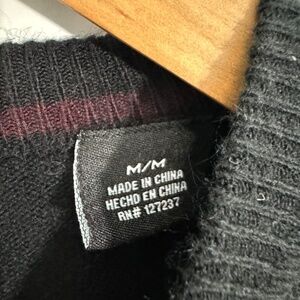 M/M
MADE IN CHINA
HECHO EN CHINA
RN# 127237